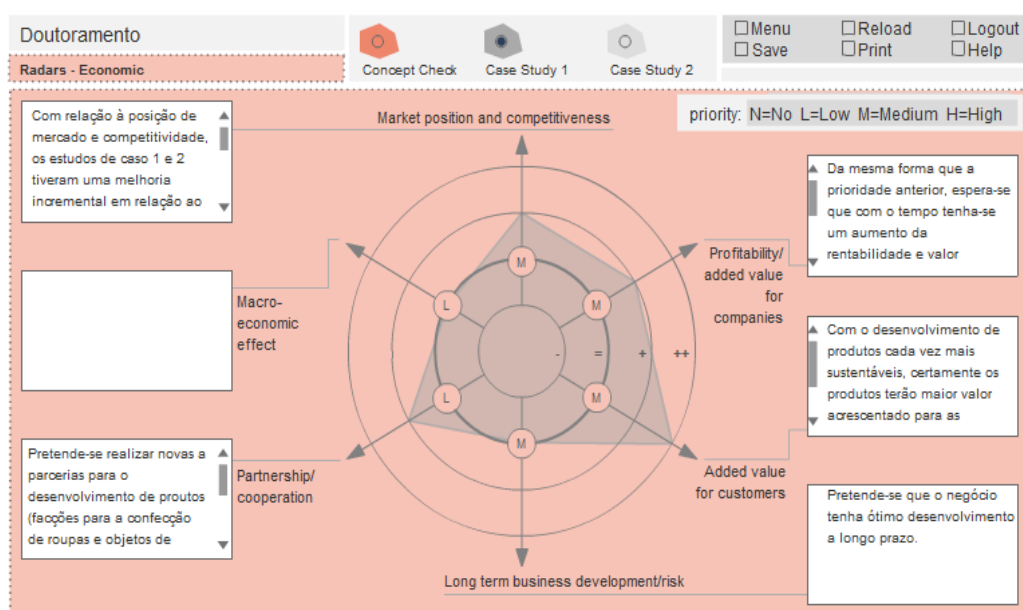 Doutoramento
Radars - Economic
Concept Check
Case Study 1
Case Study 2
Menu
Reload
Logout
Save
Print
Help
priority: N=No L=Low M=Medium H=High
Com relação à posição de
mercado e competitividade,
os estudos de caso 1 e 2
tiveram uma melhoria
incremental em relação ao
Market position and competitiveness
Da mesma forma que a
prioridade anterior, espera-se
que com o tempo tenha-se
um aumento da
rentabilidade e valor
Profitability/
added value
for
companies
Macro-
economic
effect
M
L
M
- = + ++
L
M
M
Com o desenvolvimento de
produtos cada vez mais
sustentáveis, certamente os
produtos terão maior valor
acrescentado para as
Pretende-se realizar novas a
parcerias para o
desenvolvimento de proutos
(facções para a confecção
de roupas e objetos de
Partnership/
cooperation
Added value
for customers
Pretende-se que o negócio
tenha ótimo desenvolvimento
a longo prazo.
Long term business development/risk